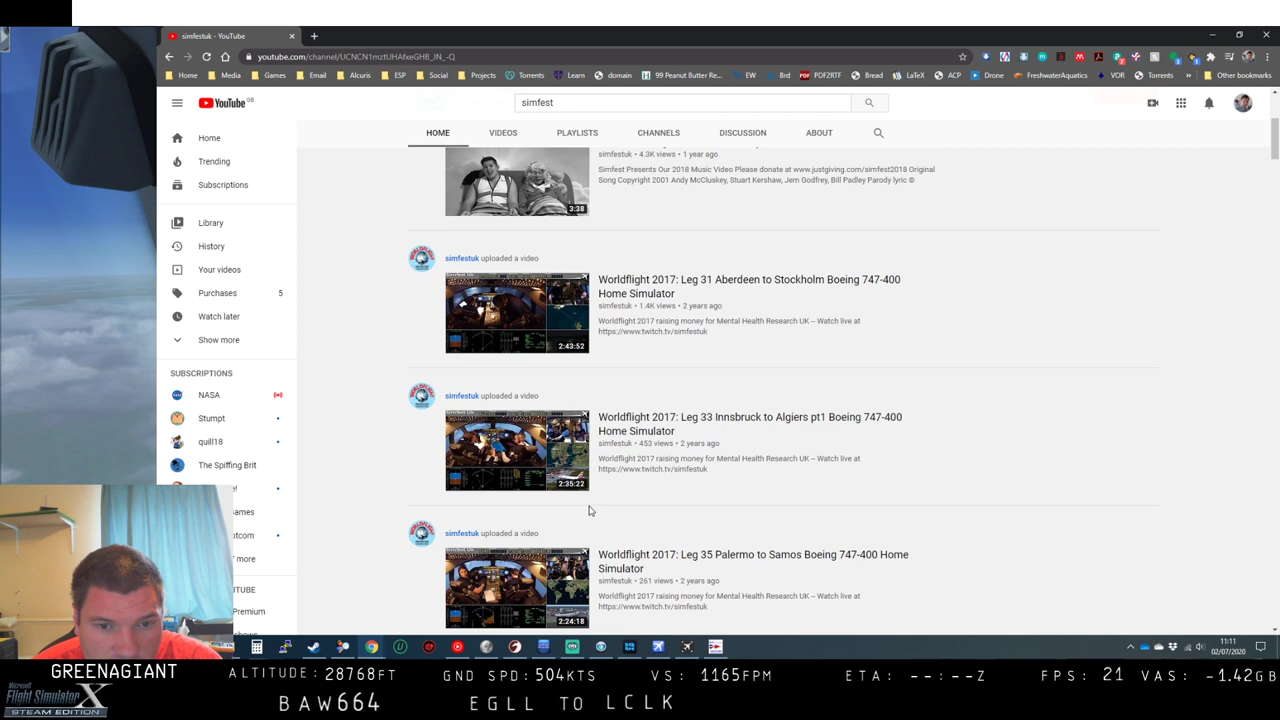 simfestuk - YouTube
youtube.com/channel/UCNCN1mztUHAfxeGHB_IN_-Q
Home Media Games Email Alcuris ESP Social Projects Torrents Learn domain 99 Peanut Butter Re... EW Brd PDF2RTF Bread LaTeX ACP Drone FreshwaterAquatics VOR Torrents » Other bookmarks
YouTube GB
simfest
HOME VIDEOS PLAYLISTS CHANNELS DISCUSSION ABOUT
Home
Trending
Subscriptions
Library
History
Your videos
Purchases 5
Watch later
Show more
SUBSCRIPTIONS
NASA
Stumpt
quill18
The Spiffing Brit
e!
ames
otcom
' more
UTUBE
Premium
simfestuk • 4.3K views • 1 year ago
Simfest Presents Our 2018 Music Video Please donate at www.justgiving.com/simfest2018 Original
Song Copyright 2001 Andy McCluskey, Stuart Kershaw, Jem Godfrey, Bill Padley Parody lyric ©
3:38
simfestuk uploaded a video
Worldflight 2017: Leg 31 Aberdeen to Stockholm Boeing 747-400
Home Simulator
simfestuk • 1.4K views • 2 years ago
Worldflight 2017 raising money for Mental Health Research UK -- Watch live at
https://www.twitch.tv/simfestuk
2:43:52
simfestuk uploaded a video
Worldflight 2017: Leg 33 Innsbruck to Algiers pt1 Boeing 747-400
Home Simulator
simfestuk • 453 views • 2 years ago
Worldflight 2017 raising money for Mental Health Research UK -- Watch live at
https://www.twitch.tv/simfestuk
2:35:22
simfestuk uploaded a video
Worldflight 2017: Leg 35 Palermo to Samos Boeing 747-400 Home
Simulator
simfestuk • 261 views • 2 years ago
Worldflight 2017 raising money for Mental Health Research UK -- Watch live at
https://www.twitch.tv/simfestuk
2:24:18
11:11
02/07/2020
GREENAGIANT
ALTITUDE: 28768FT GND SPD: 504KTS VS: 1165FPM ETA: --:--Z FPS: 21 VAS: -1.42GB
BAW664 EGLL TO LCLK
Microsoft
Flight Simulator X
STEAM EDITION